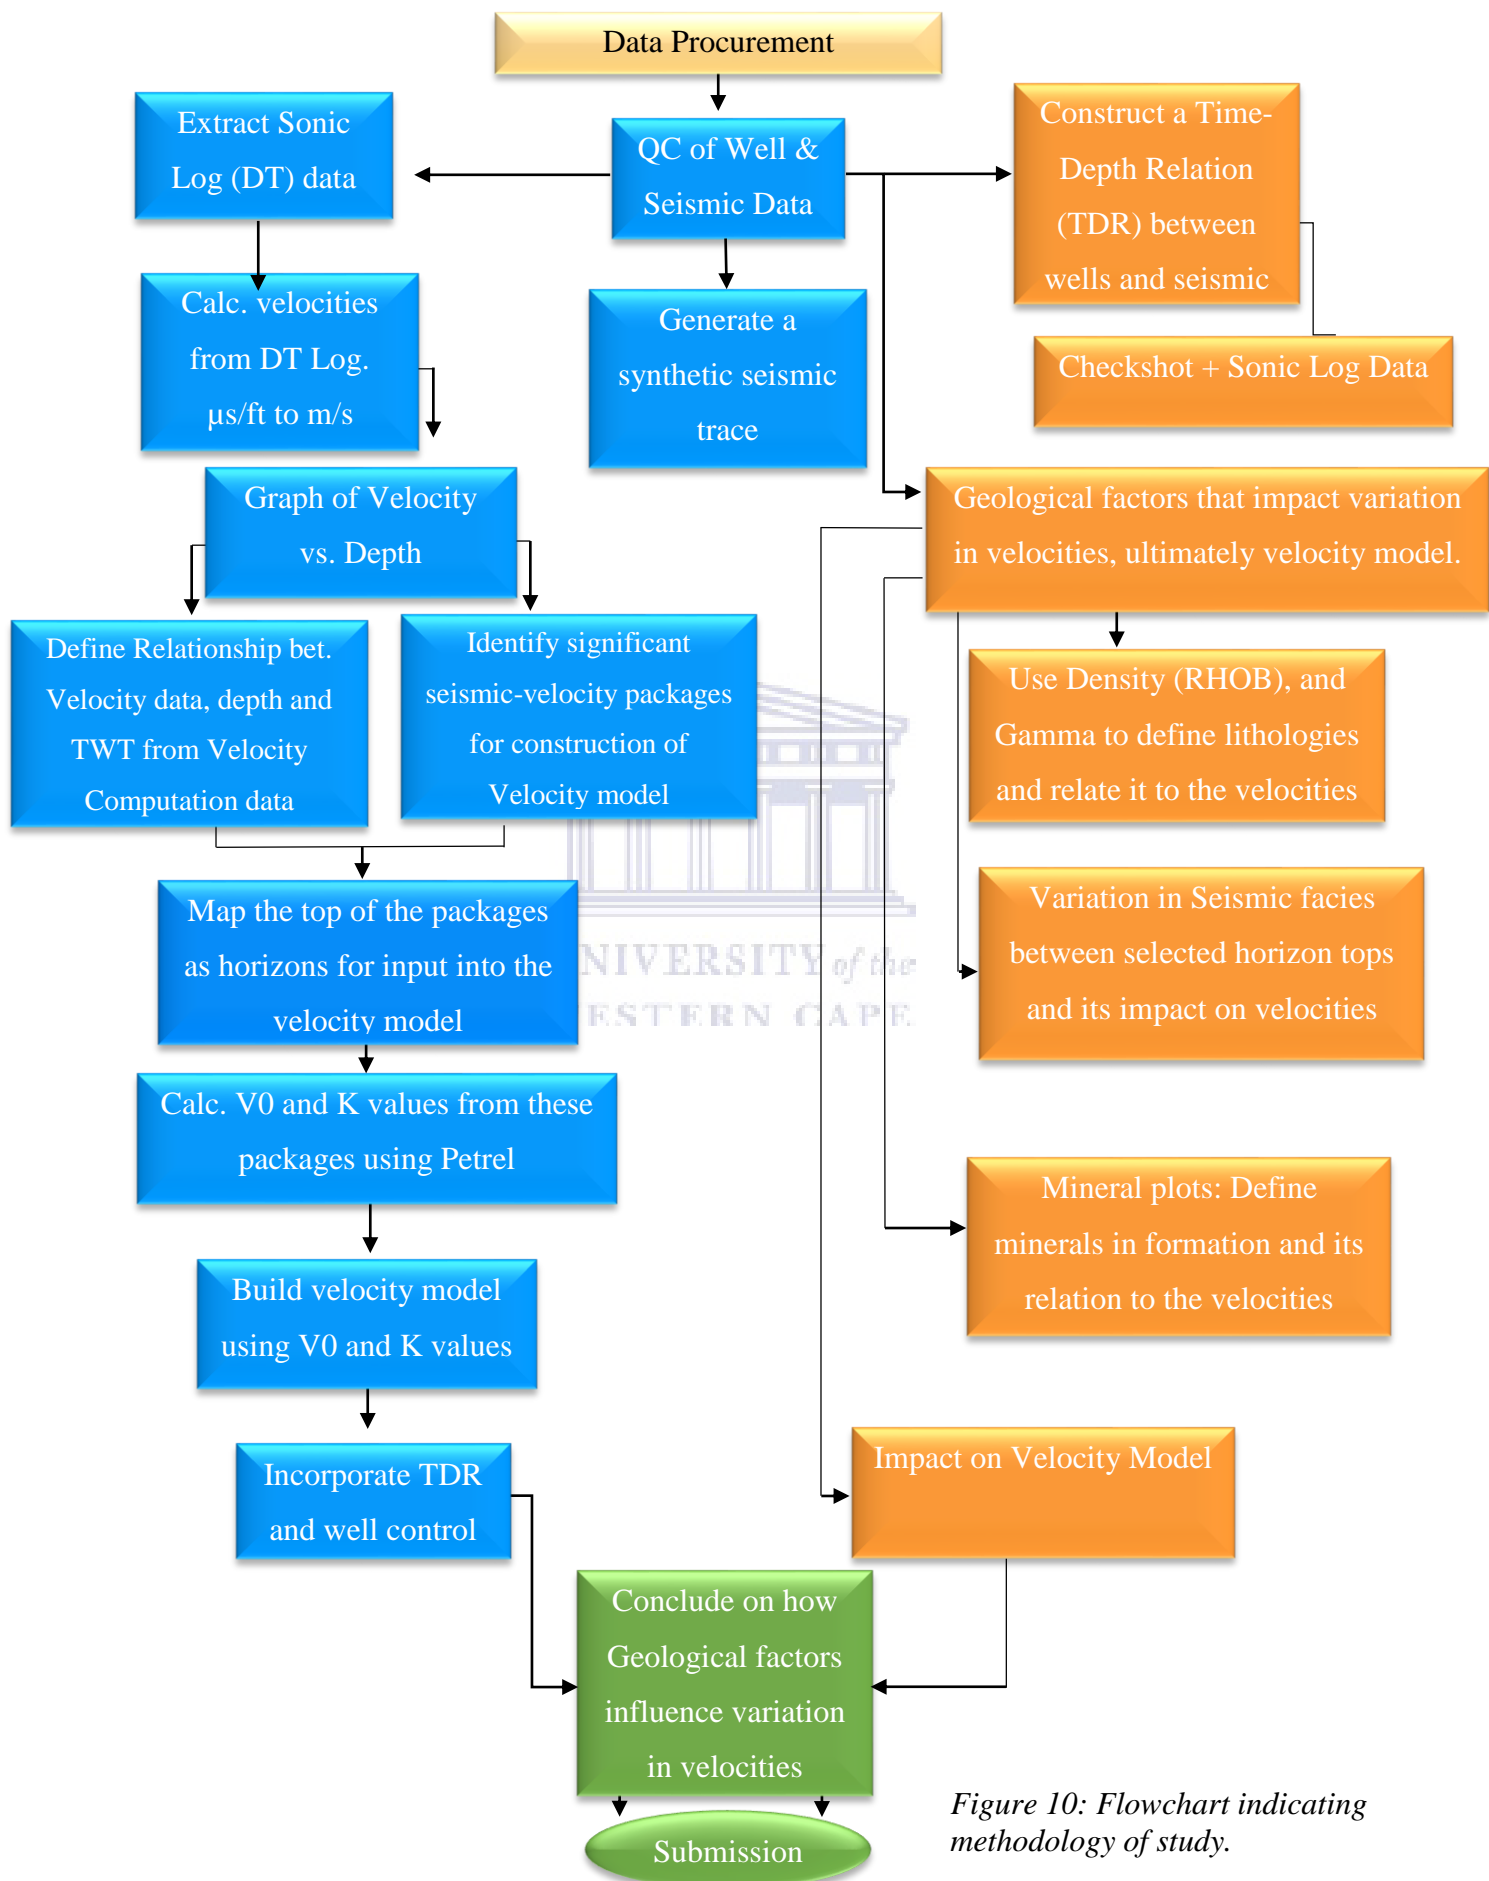 Data Procurement
Extract Sonic
Log (DT) data
QC of Well &
Seismic Data
Construct a Time-
Depth Relation
(TDR) between
wells and seismic
Calc. velocities
from DT Log.
µs/ft to m/s
Generate a
synthetic seismic
trace
Checkshot + Sonic Log Data
Graph of Velocity
vs. Depth
Geological factors that impact variation
in velocities, ultimately velocity model.
Define Relationship bet.
Velocity data, depth and
TWT from Velocity
Computation data
Identify significant
seismic-velocity packages
for construction of
Velocity model
Use Density (RHOB), and
Gamma to define lithologies
and relate it to the velocities
Map the top of the packages
as horizons for input into the
velocity model
Variation in Seismic facies
between selected horizon tops
and its impact on velocities
NIVERSITY of the
ESTERN CAPE
Calc. V0 and K values from these
packages using Petrel
Mineral plots: Define
minerals in formation and its
relation to the velocities
Build velocity model
using V0 and K values
Incorporate TDR
and well control
Impact on Velocity Model
Conclude on how
Geological factors
influence variation
in velocities
Submission
Figure 10: Flowchart indicating
methodology of study.